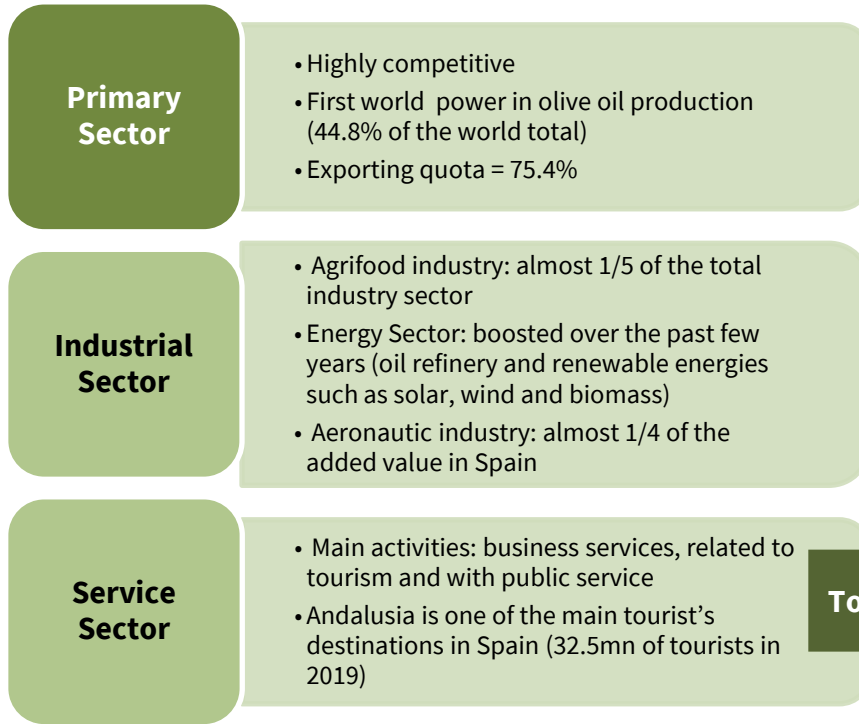 Primary
Sector
• Highly competitive
• First world power in olive oil production
(44.8% of the world total)
• Exporting quota = 75.4%
Industrial
Sector
• Agrifood industry: almost 1/5 of the total
industry sector
• Energy Sector: boosted over the past few
years (oil refinery and renewable energies
such as solar, wind and biomass)
• Aeronautic industry: almost 1/4 of the
added value in Spain
Service
Sector
• Main activities: business services, related to
tourism and with public service
• Andalusia is one of the main tourist’s
destinations in Spain (32.5mn of tourists in
2019)